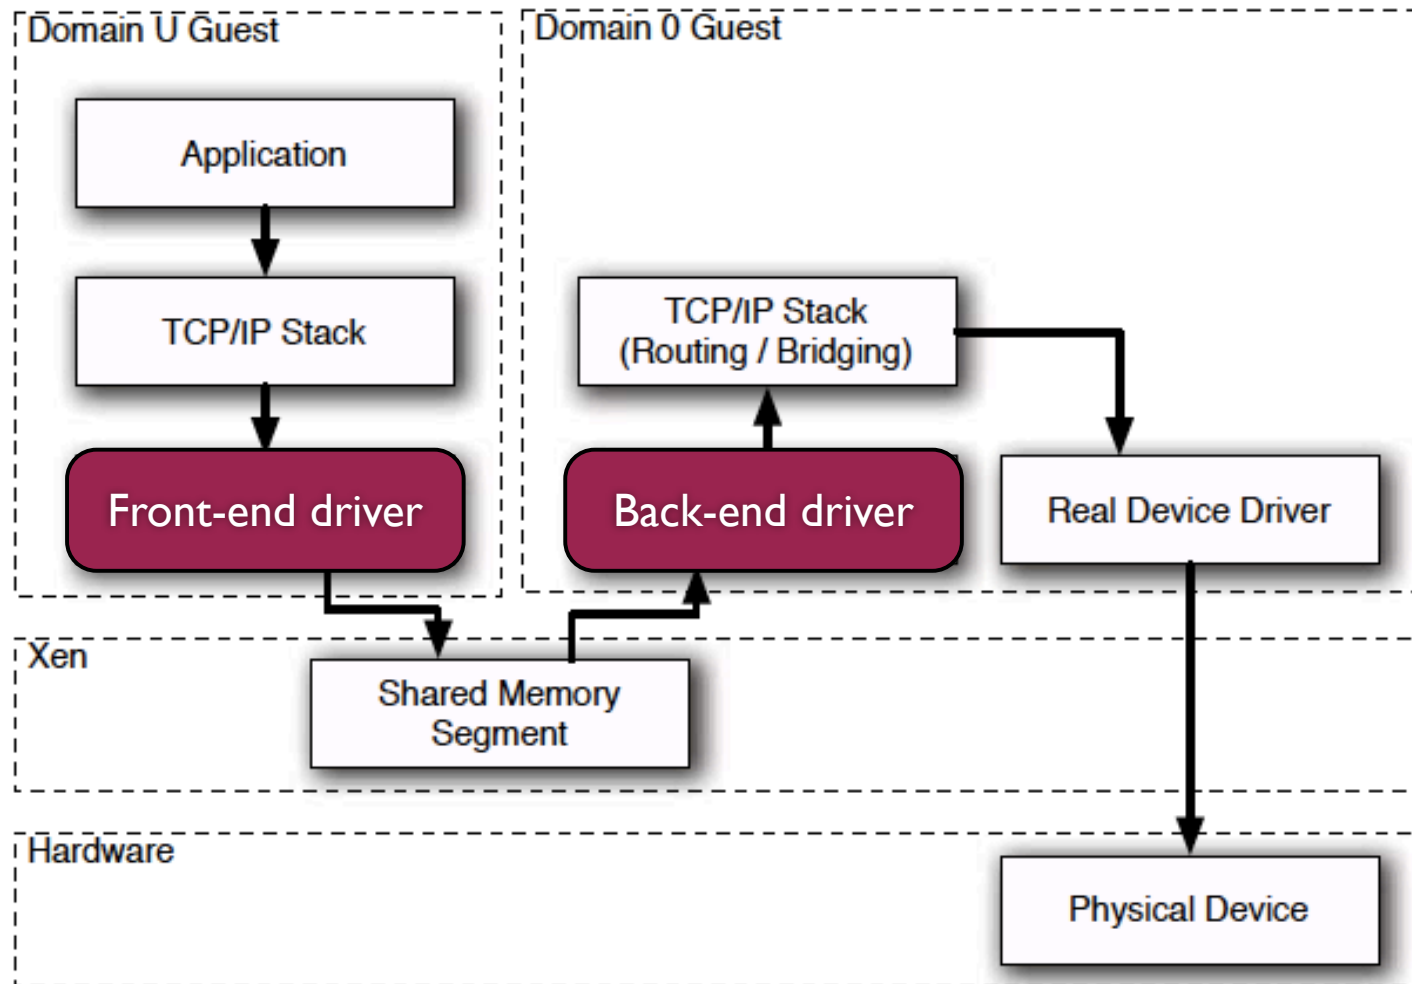 Domain U Guest
Domain 0 Guest
Application
TCP/IP Stack
TCP/IP Stack
(Routing / Bridging)
Front-end driver
Back-end driver
Real Device Driver
Xen
Shared Memory
Segment
Hardware
Physical Device